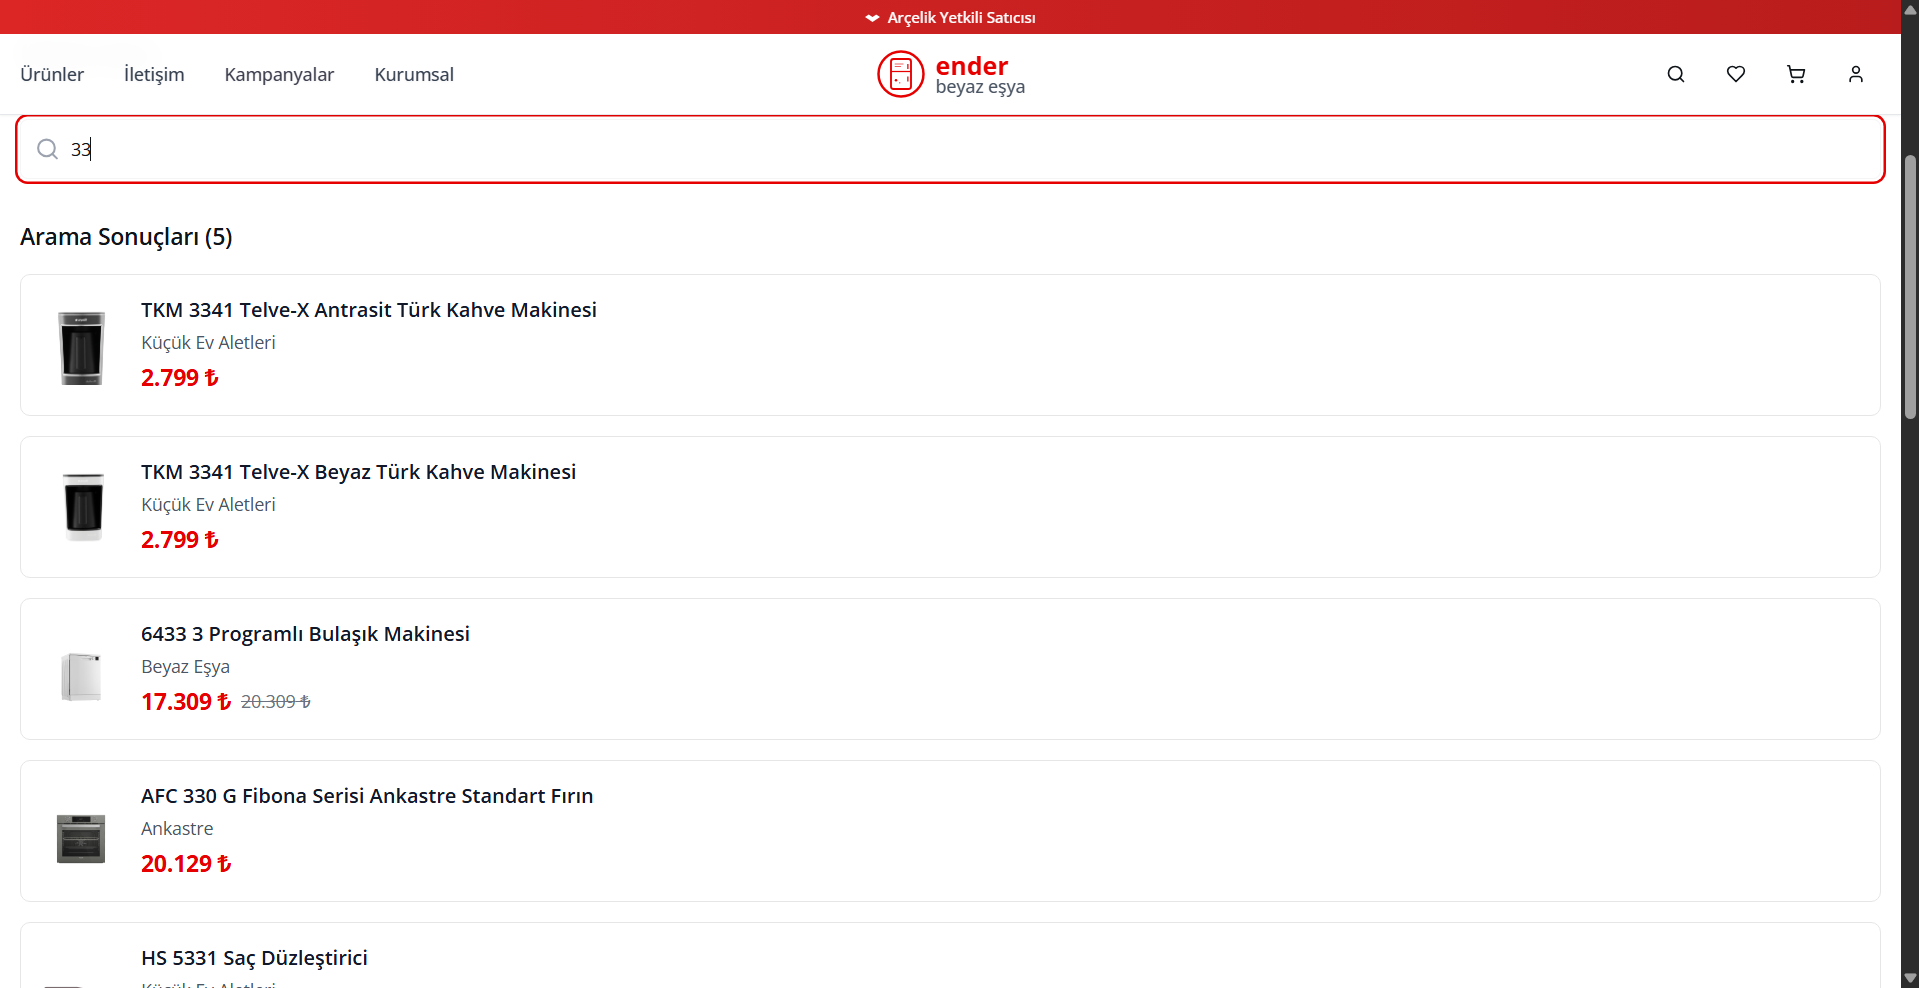 Arçelik Yetkili Satıcısı
Ürünler İletişim Kampanyalar Kurumsal
ender
beyaz eşya
33
Arama Sonuçları (5)
TKM 3341 Telve-X Antrasit Türk Kahve Makinesi
Küçük Ev Aletleri
2.799 ₺
TKM 3341 Telve-X Beyaz Türk Kahve Makinesi
Küçük Ev Aletleri
2.799 ₺
6433 3 Programlı Bulaşık Makinesi
Beyaz Eşya
17.309 ₺ 20.309 ₺
AFC 330 G Fibona Serisi Ankastre Standart Fırın
Ankastre
20.129 ₺
HS 5331 Saç Düzleştirici
Küçük Ev Aletleri